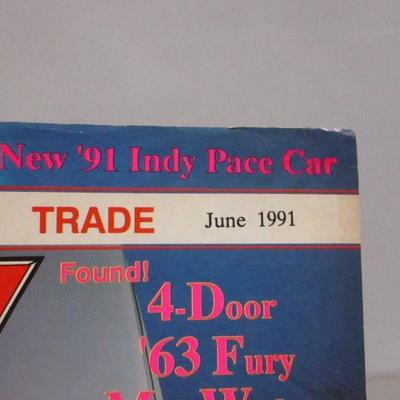 New '91 Indy Pace Car
TRADE June 1991
Found!
4-Door
'63 Fury